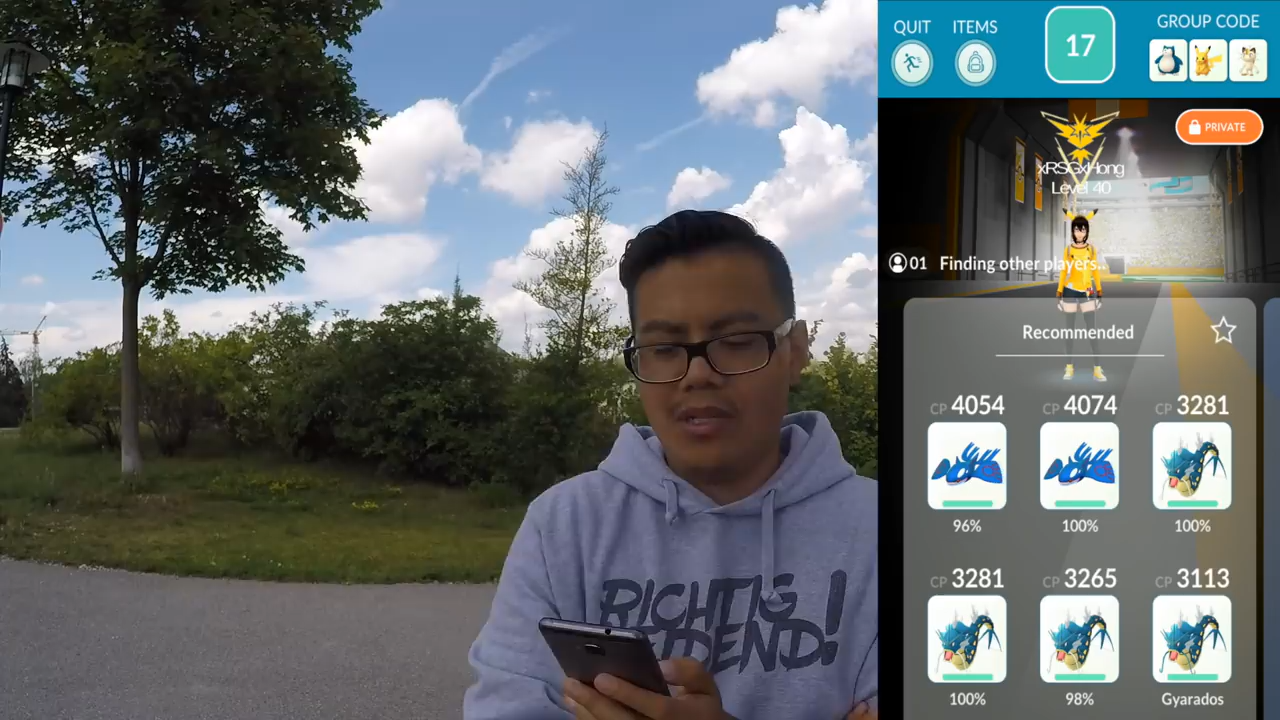 RICHTIG
!
QUIT
ITEMS
17
GROUP CODE
PRIVATE
xRSGxHong
Level 40
01 Finding other players..
Recommended
CP 4054
CP 4074
CP 3281
96%
100%
100%
CP 3281
CP 3265
CP 3113
100%
98%
Gyarados